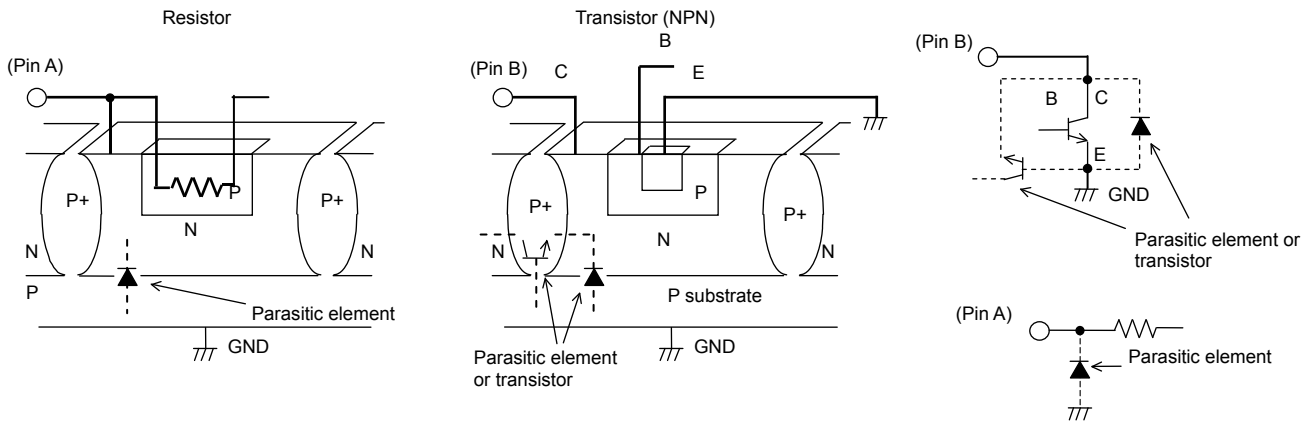 Resistor
(Pin A)
P+
P
P+
N
N
N
P
Parasitic element
GND
Transistor (NPN)
B
(Pin B)
C
E
P+
P
P+
N
N
N
P substrate
Parasitic element
or transistor
GND
(Pin B)
B
C
E
GND
Parasitic element or
transistor
(Pin A)
Parasitic element